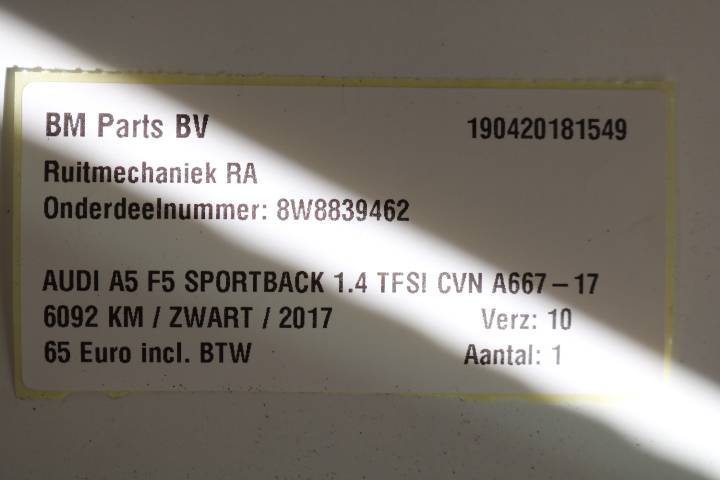 BM Parts BV 190420181549
Ruitmechaniek RA
Onderdeelnummer: 8W8839462
AUDI A5 F5 SPORTBACK 1.4 TFSI CVN A667-17
6092 KM / ZWART / 2017 Verz: 10
65 Euro incl. BTW Aantal: 1